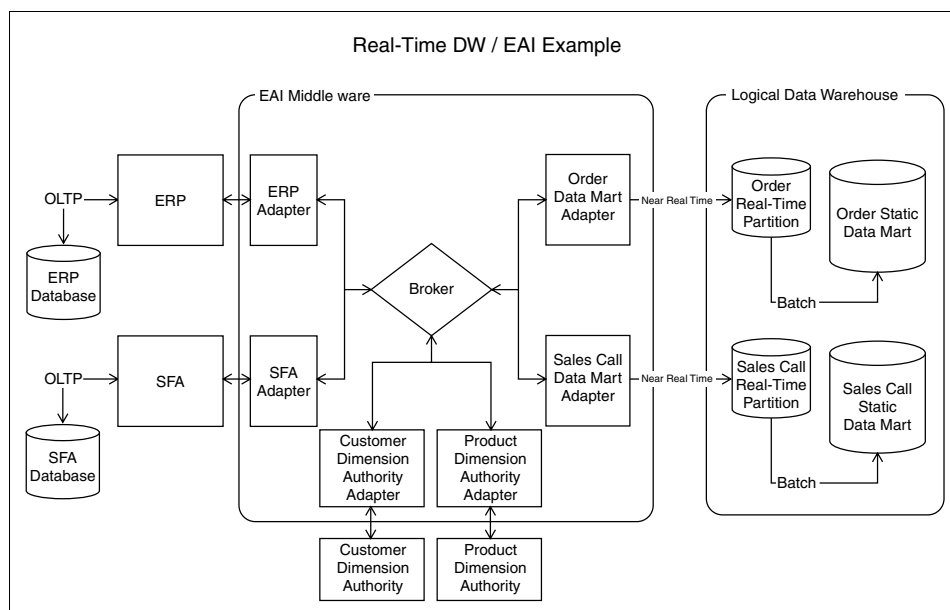 Real-Time DW / EAI Example
EAI Middle ware
Logical Data Warehouse
OLTP
ERP
ERP
Adapter
Order
Data Mart
Adapter
Near Real Time
Order
Real-Time
Partition
Order Static
Data Mart
ERP
Database
Broker
Batch
OLTP
SFA
SFA
Adapter
Sales Call
Data Mart
Adapter
Near Real Time
Sales Call
Real-Time
Partition
Sales Call
Static
Data Mart
SFA
Database
Customer
Dimension
Authority
Adapter
Product
Dimension
Authority
Adapter
Batch
Customer
Dimension
Authority
Product
Dimension
Authority